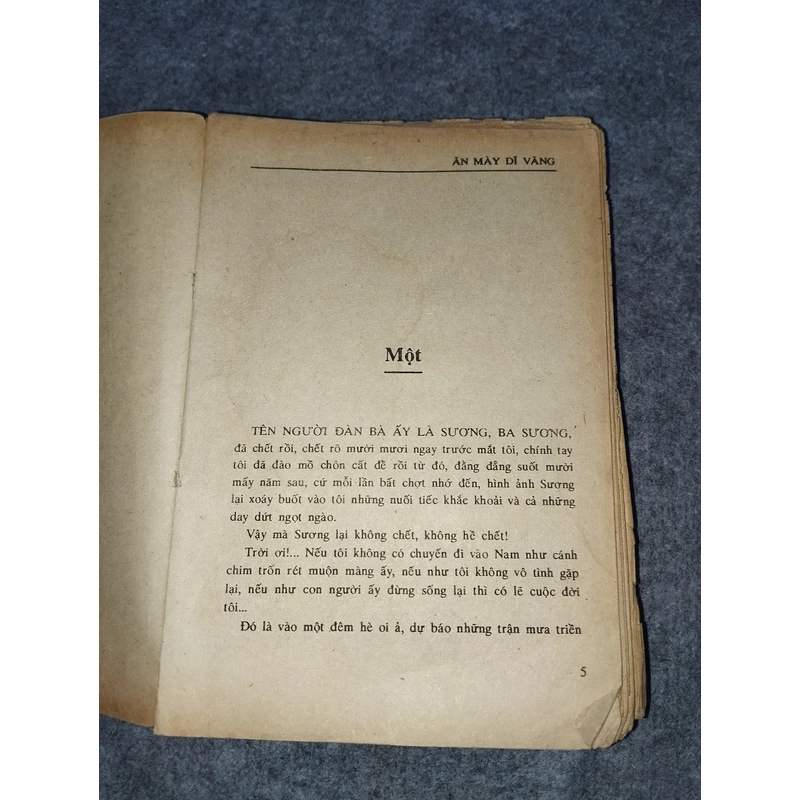 ĂN MÀY DĨ VÃNG
Một
TÊN NGƯỜI ĐÀN BÀ ẤY LÀ SƯƠNG, BA SƯƠNG,
đã chết rồi, chết rõ mười mươi ngay trước mắt tôi, chính tay
tôi đã đào mồ chôn cất để rồi từ đó, đằng đẵng suốt mười
mấy năm sau, cứ mỗi lần bất chợt nhớ đến, hình ảnh Sương
lại xoáy buốt vào tôi những nuối tiếc khắc khoải và cả những
day dứt ngọt ngào.
Vậy mà Sương lại không chết, không hề chết!
Trời ơi!... Nếu tôi không có chuyến đi vào Nam như cánh
chim trốn rét muộn màng ấy, nếu như tôi không vô tình gặp
lại, nếu như con người ấy đừng sống lại thì có lẽ cuộc đời
tôi...
Đó là vào một đêm hè oi ả, dự báo những trận mưa triền
5